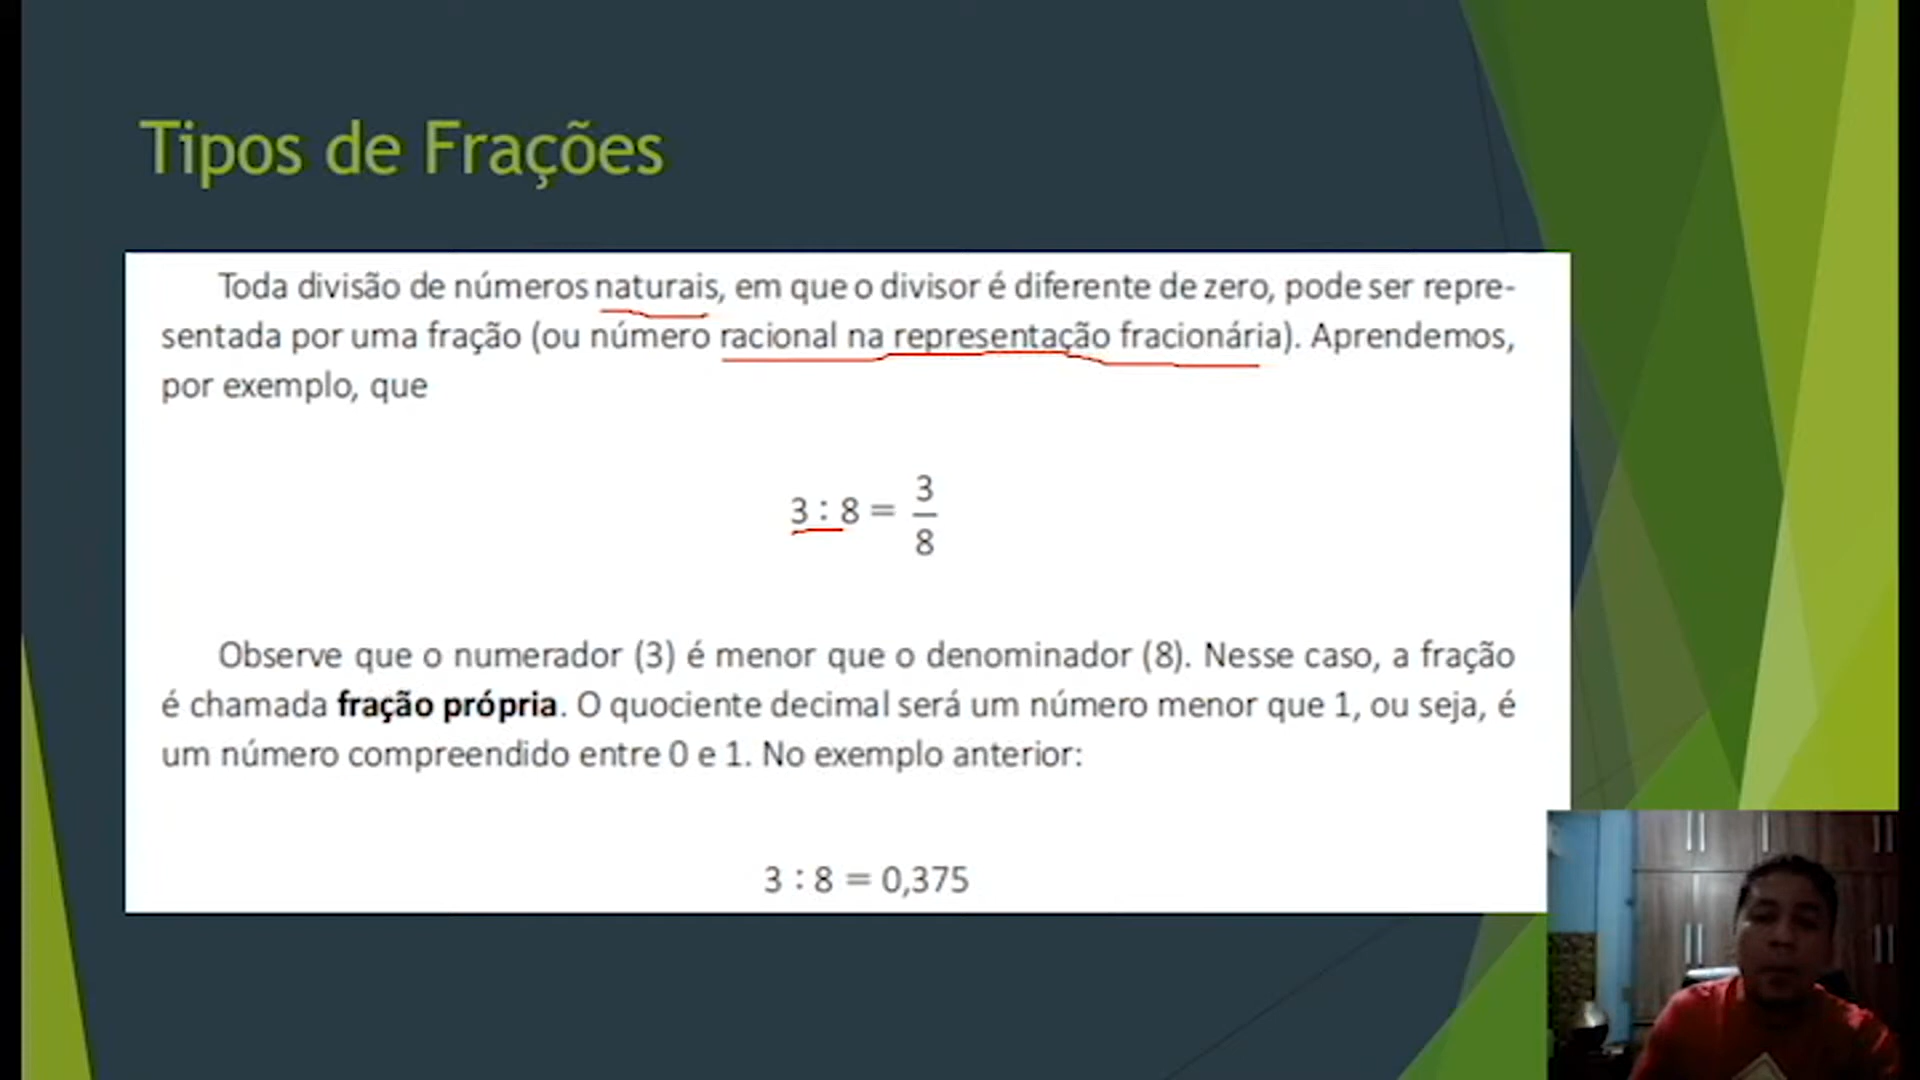 Tipos de Frações
Toda divisão de números naturais, em que o divisor é diferente de zero, pode ser repre-
sentada por uma fração (ou número racional na representação fracionária). Aprendemos,
por exemplo, que
3 : 8 = 3/8
Observe que o numerador (3) é menor que o denominador (8). Nesse caso, a fração
é chamada fração própria. O quociente decimal será um número menor que 1, ou seja, é
um número compreendido entre 0 e 1. No exemplo anterior:
3 : 8 = 0,375